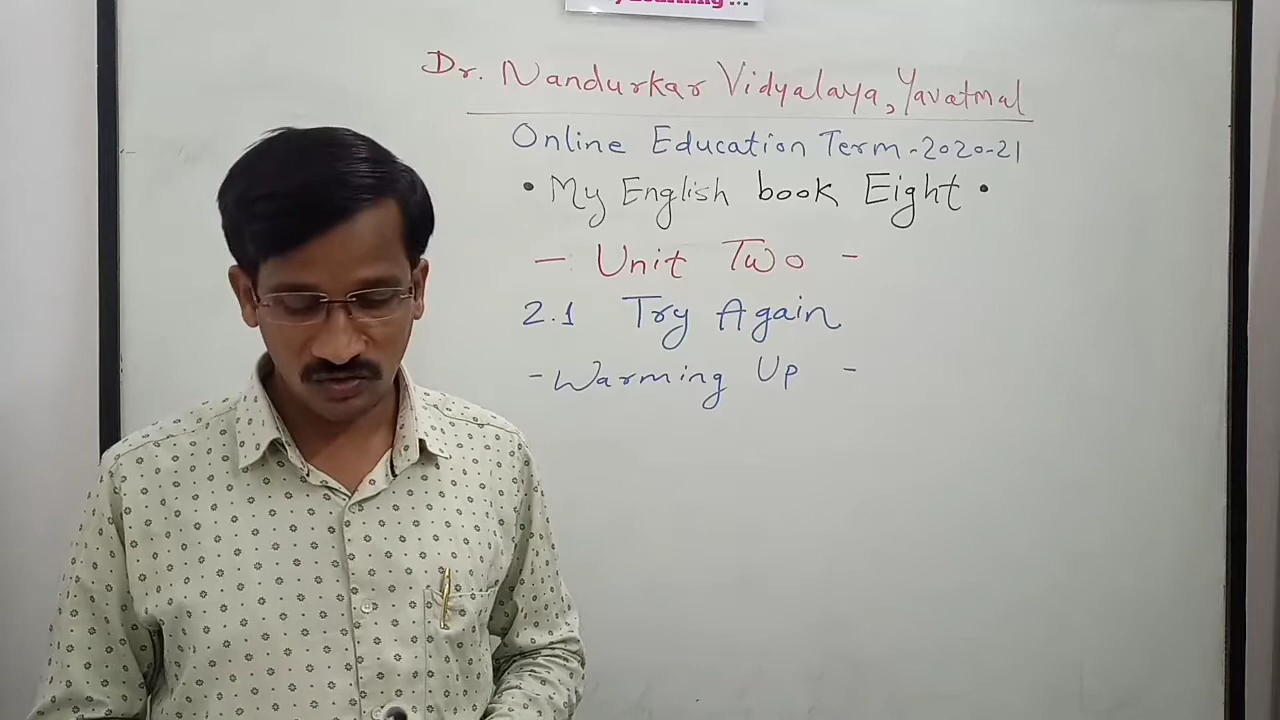 Learning ...
Dr. Nandurkar Vidyalaya, Yavatmal
Online Education Term-2020-21
• My English book Eight •
- Unit Two -
2.1 Try Again
- Warming Up -